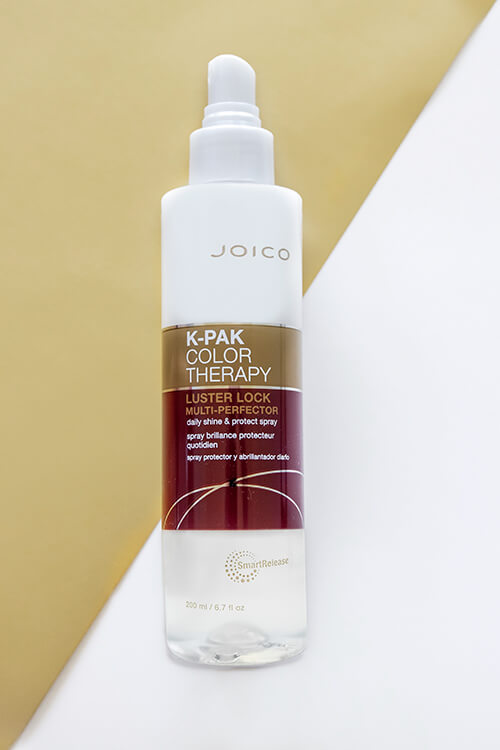 JOICO
K-PAK
COLOR
THERAPY
LUSTER LOCK
MULTI-PERFECTOR
daily shine & protect spray
spray brillance protecteur
quotidien
spray protector y abrillantador diario
SmartRelease
200 ml / 6.7 fl oz